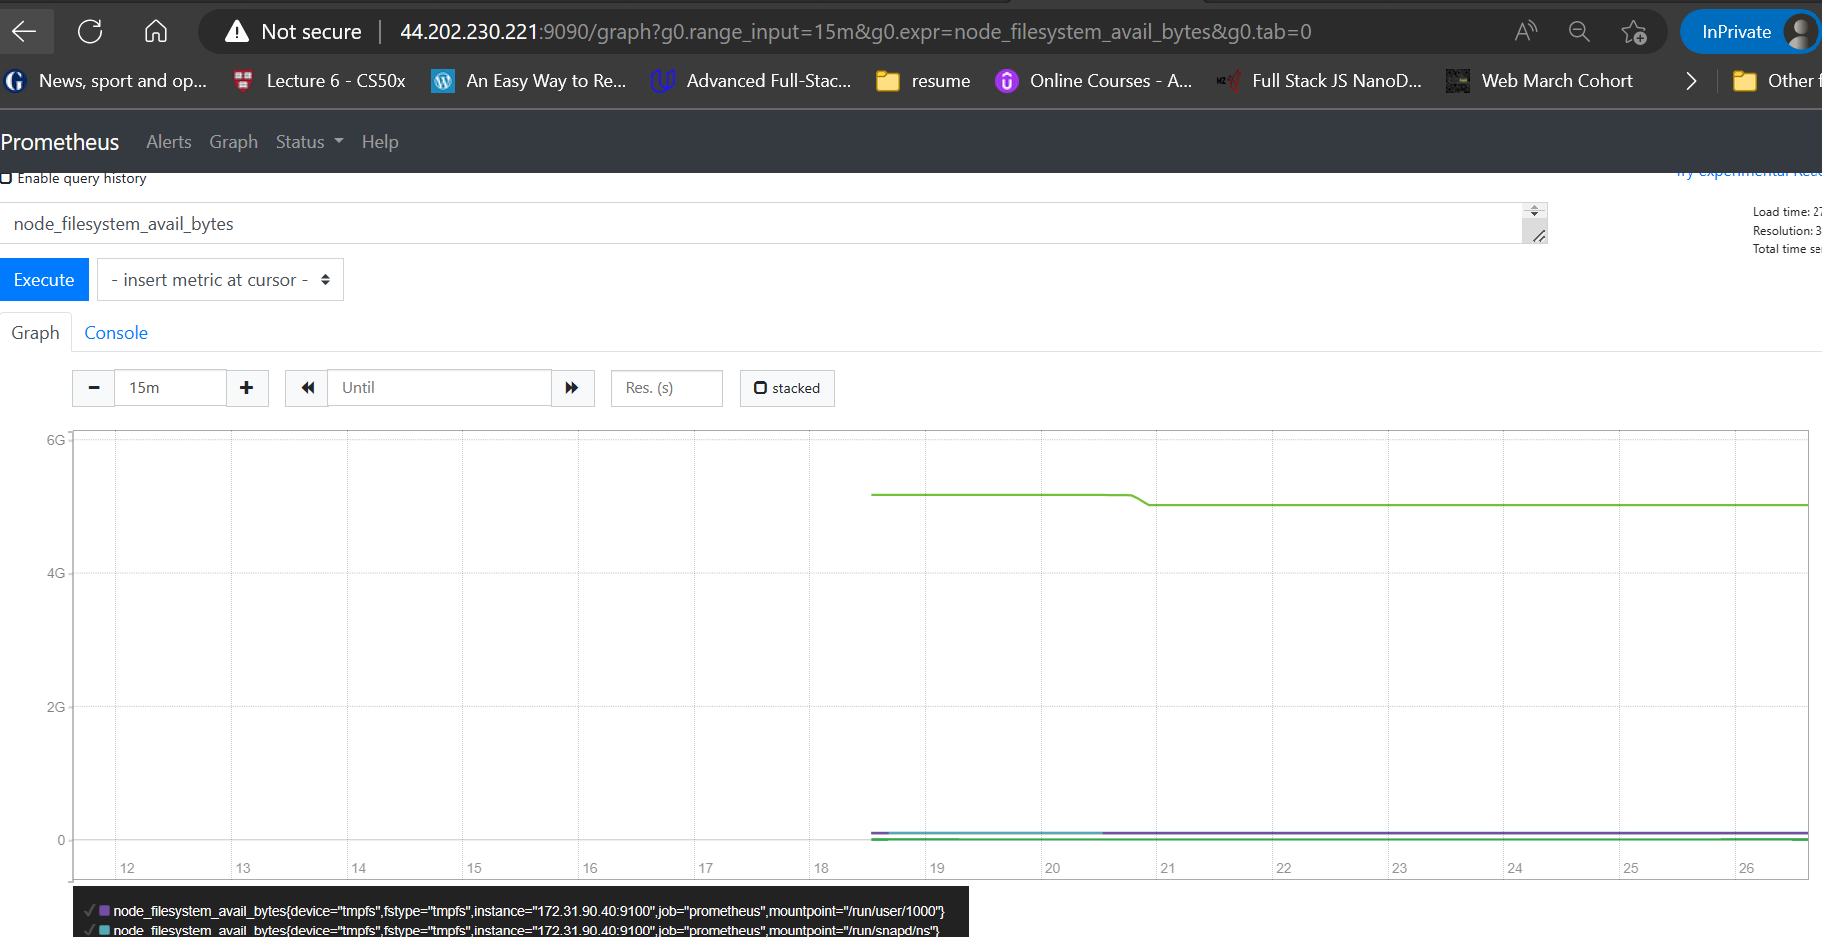 Not secure 44.202.230.221:9090/graph?g0.range_input=15m&g0.expr=node_filesystem_avail_bytes&g0.tab=0 InPrivate
News, sport and op... Lecture 6 - CS50x An Easy Way to Re... Advanced Full-Stac... resume Online Courses - A... Full Stack JS NanoD... Web March Cohort Other f
Prometheus Alerts Graph Status Help
Enable query history Try experimental Rea
node_filesystem_avail_bytes
Load time: 27
Resolution: 3
Total time se
Execute - insert metric at cursor -
Graph Console
15m Until Res. (s) stacked
6G
4G
2G
0
12 13 14 15 16 17 18 19 20 21 22 23 24 25 26
node_filesystem_avail_bytes{device="tmpfs",fstype="tmpfs",instance="172.31.90.40:9100",job="prometheus",mountpoint="/run/user/1000"}
node_filesystem_avail_bytes{device="tmpfs",fstype="tmpfs",instance="172.31.90.40:9100",job="prometheus",mountpoint="/run/snapd/ns"}